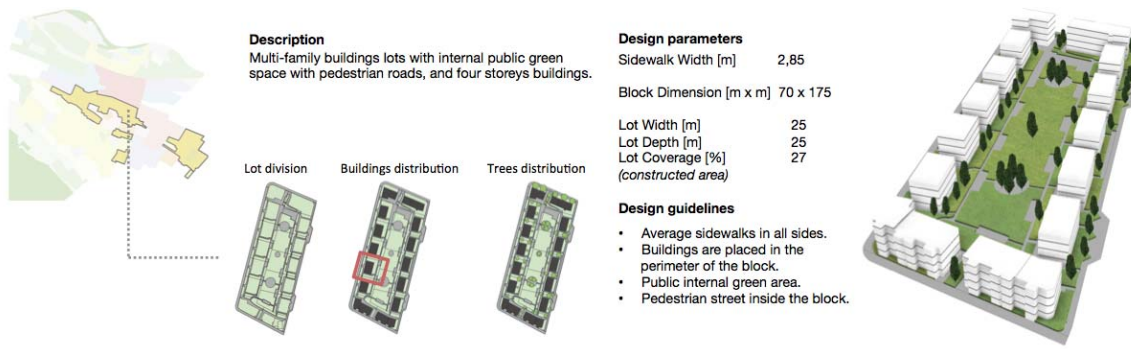 Description
Multi-family buildings lots with internal public green
space with pedestrian roads, and four storeys buildings.
Lot division
Buildings distribution
Trees distribution
Design parameters
Sidewalk Width [m] 2,85
Block Dimension [m x m] 70 x 175
Lot Width [m] 25
Lot Depth [m] 25
Lot Coverage [%] 27
(constructed area)
Design guidelines
• Average sidewalks in all sides.
• Buildings are placed in the
perimeter of the block.
• Public internal green area.
• Pedestrian street inside the block.